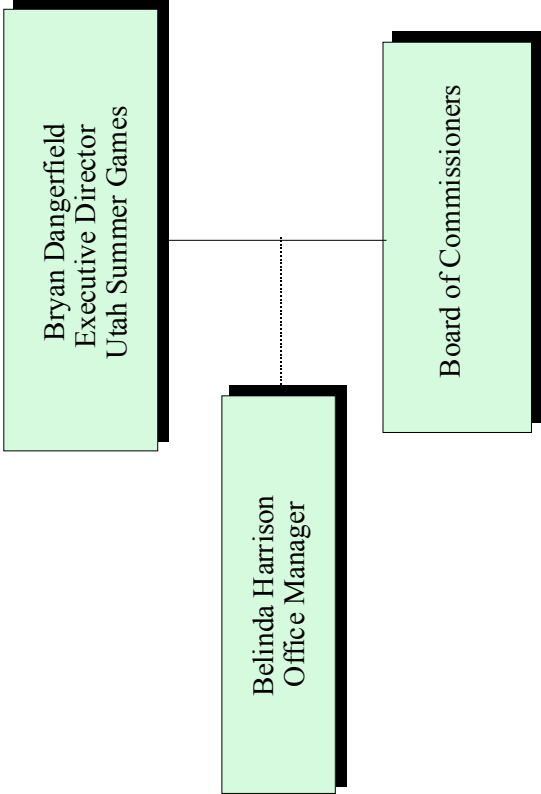 Bryan Dangerfield
Executive Director
Utah Summer Games
Belinda Harrison
Office Manager
Board of Commissioners